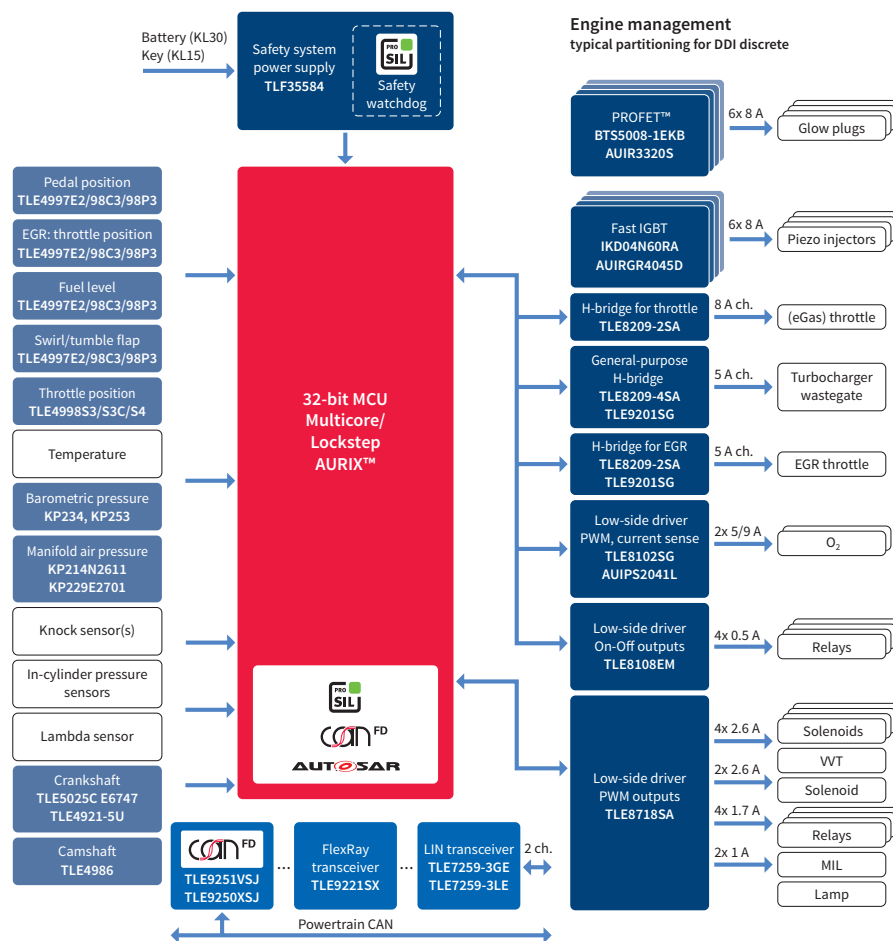 Engine management
typical partitioning for DDI discrete
Battery (KL30)
Key (KL15)
Safety system
power supply
TLF35584
PRO
SIL
Safety
watchdog
Pedal position
TLE4997E2/98C3/98P3
EGR: throttle position
TLE4997E2/98C3/98P3
Fuel level
TLE4997E2/98C3/98P3
Swirl/tumble flap
TLE4997E2/98C3/98P3
Throttle position
TLE4998S3/S3C/S4
Temperature
Barometric pressure
KP234, KP253
Manifold air pressure
KP214N2611
KP229E2701
Knock sensor(s)
In-cylinder pressure
sensors
Lambda sensor
Crankshaft
TLE5025C E6747
TLE4921-5U
Camshaft
TLE4986
32-bit MCU
Multicore/
Lockstep
AURIX™
PRO
SIL
CAN FD
AUTOSAR
CAN FD
TLE9251VSJ
TLE9250XSJ
...
FlexRay
transceiver
TLE9221SX
...
LIN transceiver
TLE7259-3GE
TLE7259-3LE
2 ch.
Powertrain CAN
PROFET™
BTS5008-1EKB
AUIR3320S
6x 8 A
Glow plugs
Fast IGBT
IKD04N60RA
AUIRGR4045D
6x 8 A
Piezo injectors
H-bridge for throttle
TLE8209-2SA
8 A ch.
(eGas) throttle
General-purpose
H-bridge
TLE8209-4SA
TLE9201SG
5 A ch.
Turbocharger
wastegate
H-bridge for EGR
TLE8209-2SA
TLE9201SG
5 A ch.
EGR throttle
Low-side driver
PWM, current sense
TLE8102SG
AUIPS2041L
2x 5/9 A
O₂
Low-side driver
On-Off outputs
TLE8108EM
4x 0.5 A
Relays
Low-side driver
PWM outputs
TLE8718SA
4x 2.6 A
Solenoids
VVT
2x 2.6 A
Solenoid
4x 1.7 A
Relays
2x 1 A
MIL
Lamp